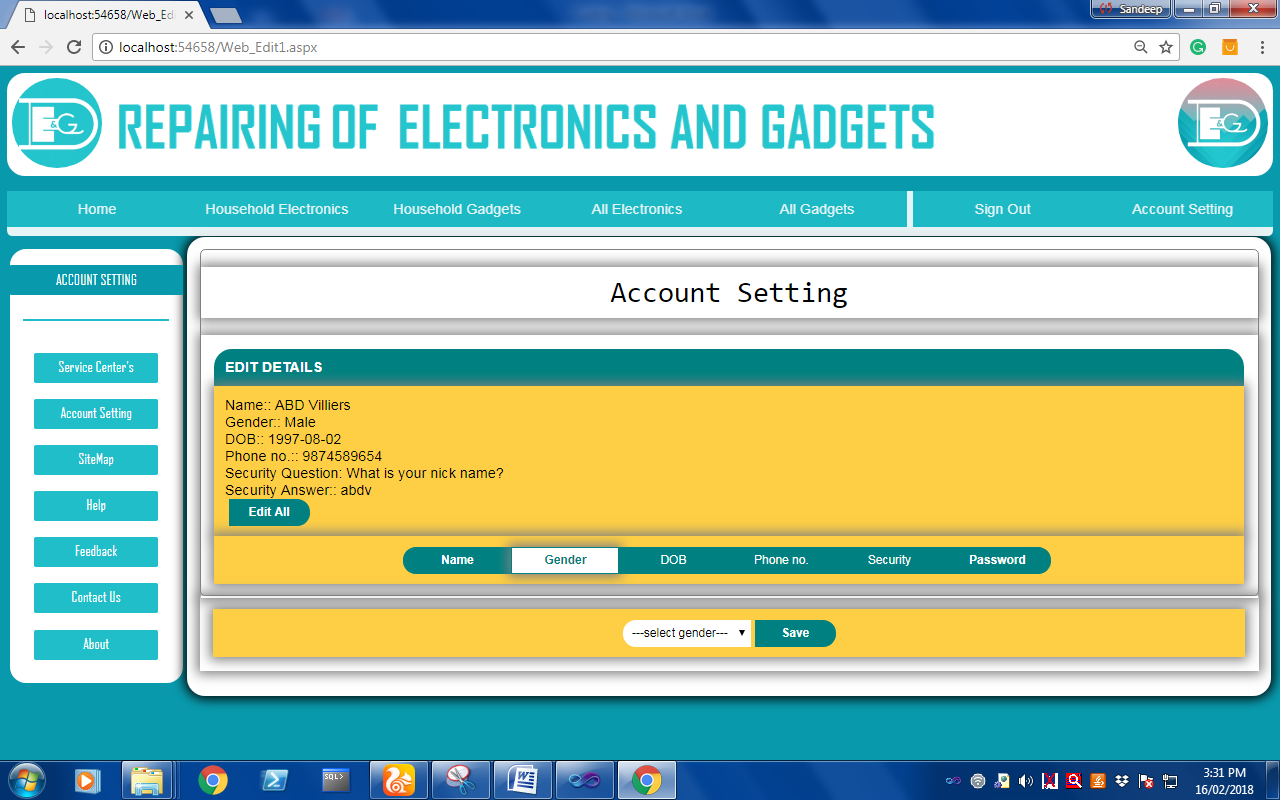 localhost:54658/Web_Edi
Sandeep
localhost:54658/Web_Edit1.aspx
E&G
REPAIRING OF ELECTRONICS AND GADGETS
E&G
Home Household Electronics Household Gadgets All Electronics All Gadgets Sign Out Account Setting
ACCOUNT SETTING
Service Center's
Account Setting
SiteMap
Help
Feedback
Contact Us
About
Account Setting
EDIT DETAILS
Name:: ABD Villiers
Gender:: Male
DOB:: 1997-08-02
Phone no.:: 9874589654
Security Question: What is your nick name?
Security Answer:: abdv
Edit All
Name Gender DOB Phone no. Security Password
---select gender--- Save
SQL>
3:31 PM
16/02/2018